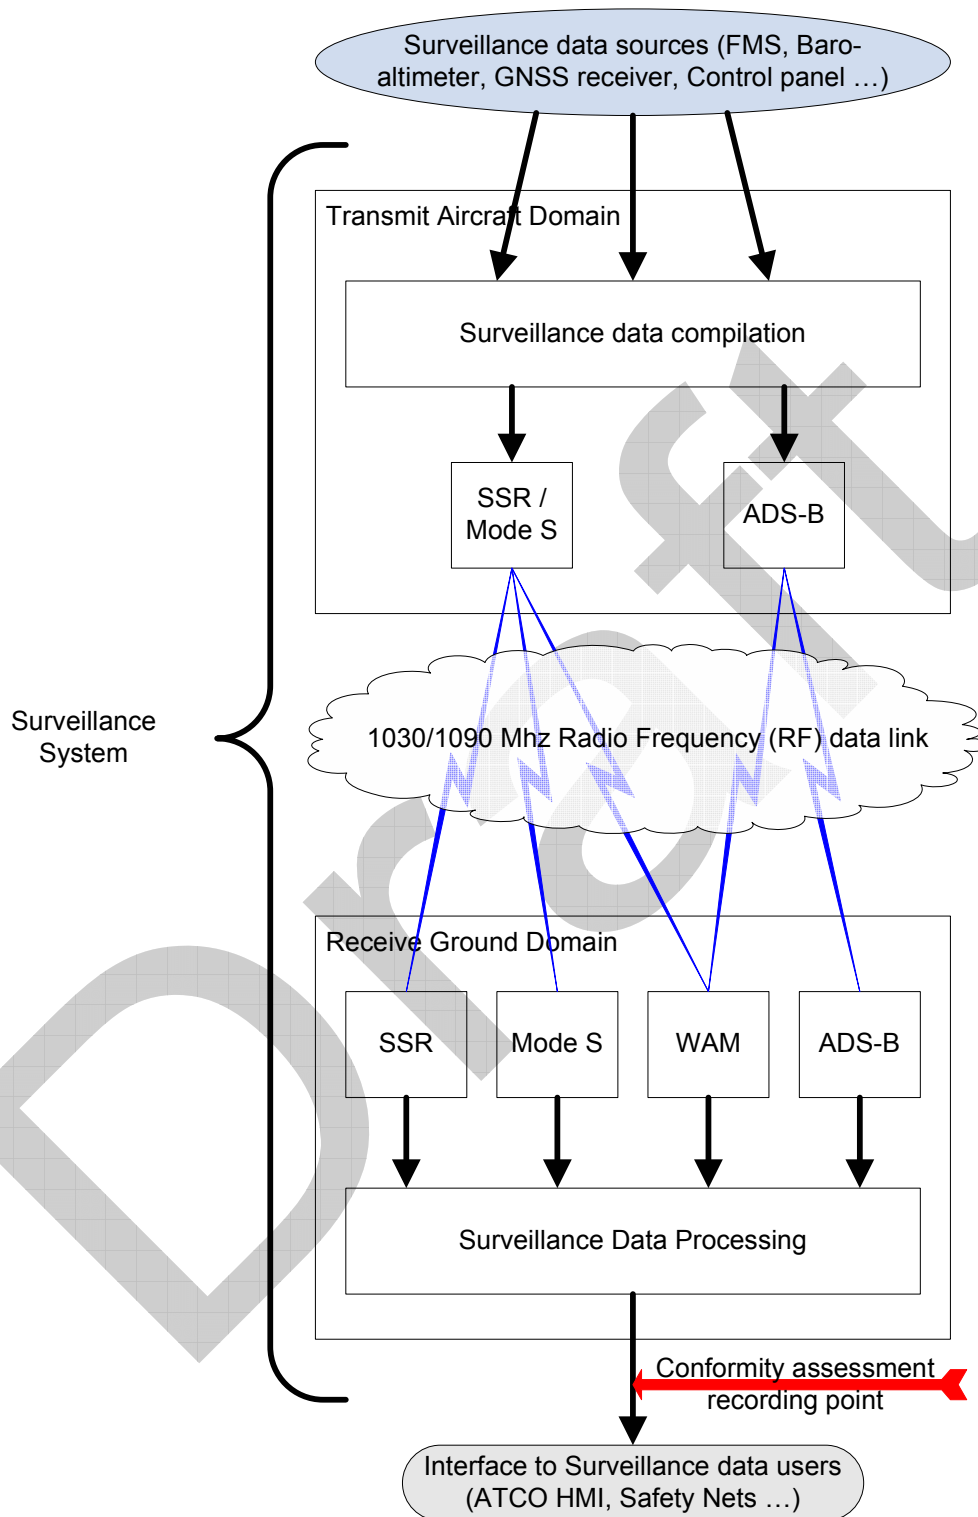 Surveillance data sources (FMS, Baro-
altimeter, GNSS receiver, Control panel …)
Transmit Aircraft Domain
Surveillance data compilation
SSR /
Mode S
ADS-B
Surveillance
System
1030/1090 Mhz Radio Frequency (RF) data link
Receive Ground Domain
SSR
Mode S
WAM
ADS-B
Surveillance Data Processing
Conformity assessment
recording point
Interface to Surveillance data users
(ATCO HMI, Safety Nets …)
Draft